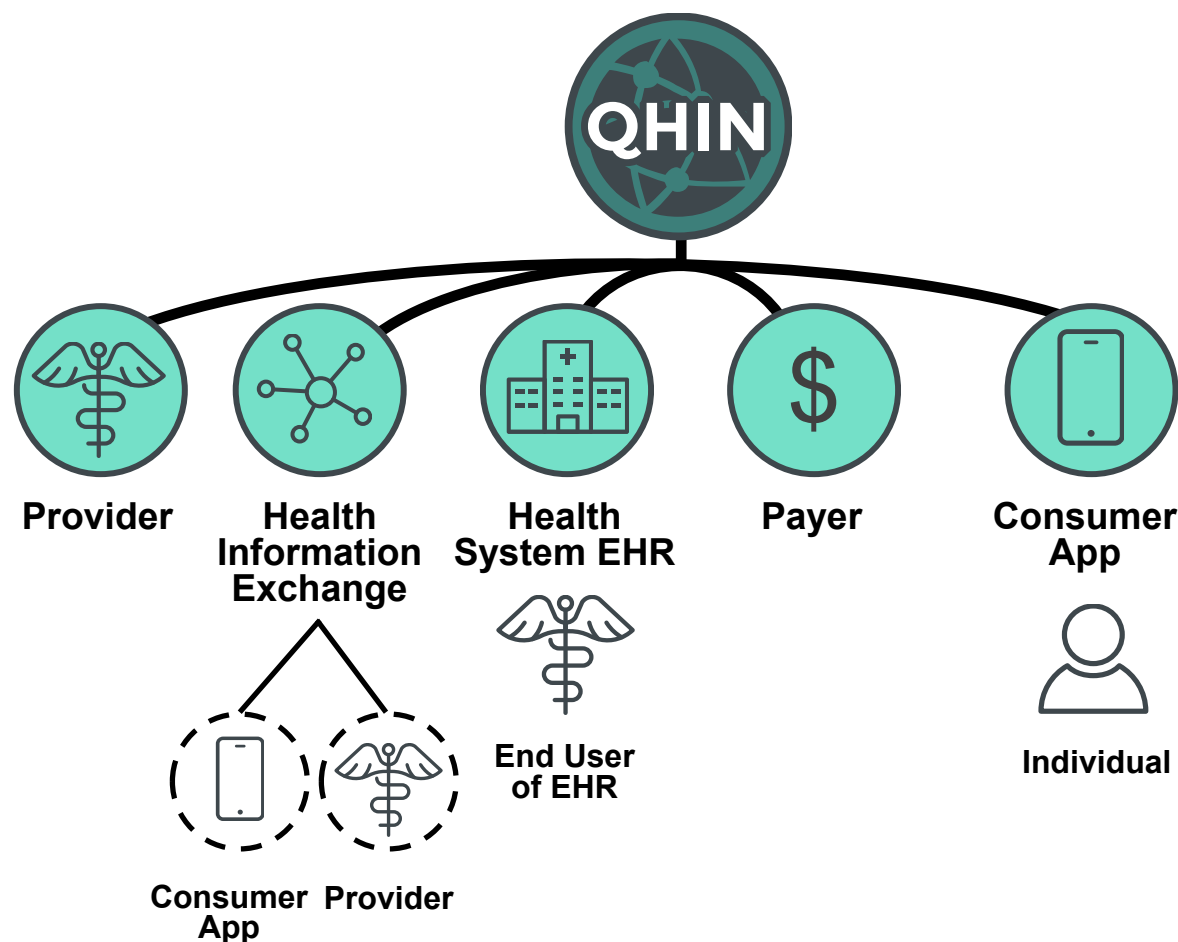 QHIN
Provider
Health
Information
Exchange
Health
System EHR
Payer
$
Consumer
App
End User
of EHR
Individual
Consumer
App
Provider